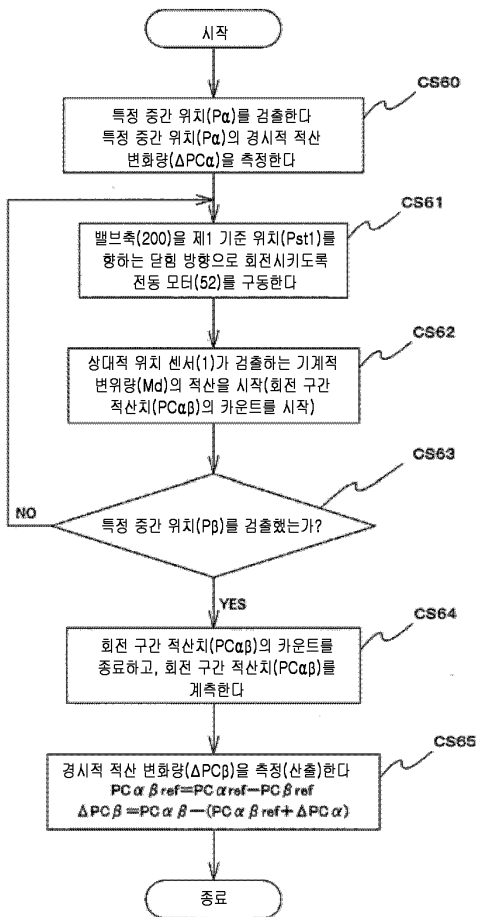 시작
CS60
특정 중간 위치(Pα)를 검출한다
특정 중간 위치(Pα)의 경시적 적산
변화량(ΔPCα)을 측정한다
CS61
밸브축(200)을 제1 기준 위치(Pst1)를
향하는 닫힘 방향으로 회전시키도록
전동 모터(52)를 구동한다
CS62
상대적 위치 센서(1)가 검출하는 기계적
변위량(Md)의 적산을 시작(회전 구간
적산치(PCαβ)의 카운트를 시작)
CS63
NO
특정 중간 위치(Pβ)를 검출했는가?
YES
CS64
회전 구간 적산치(PCαβ)의 카운트를
종료하고, 회전 구간 적산치(PCαβ)를
계측한다
CS65
경시적 적산 변화량(ΔPCβ)을 측정(산출)한다
PCαβref=PCαref−PCβref
ΔPCβ=PCαβ−(PCαβref+ΔPCα)
종료